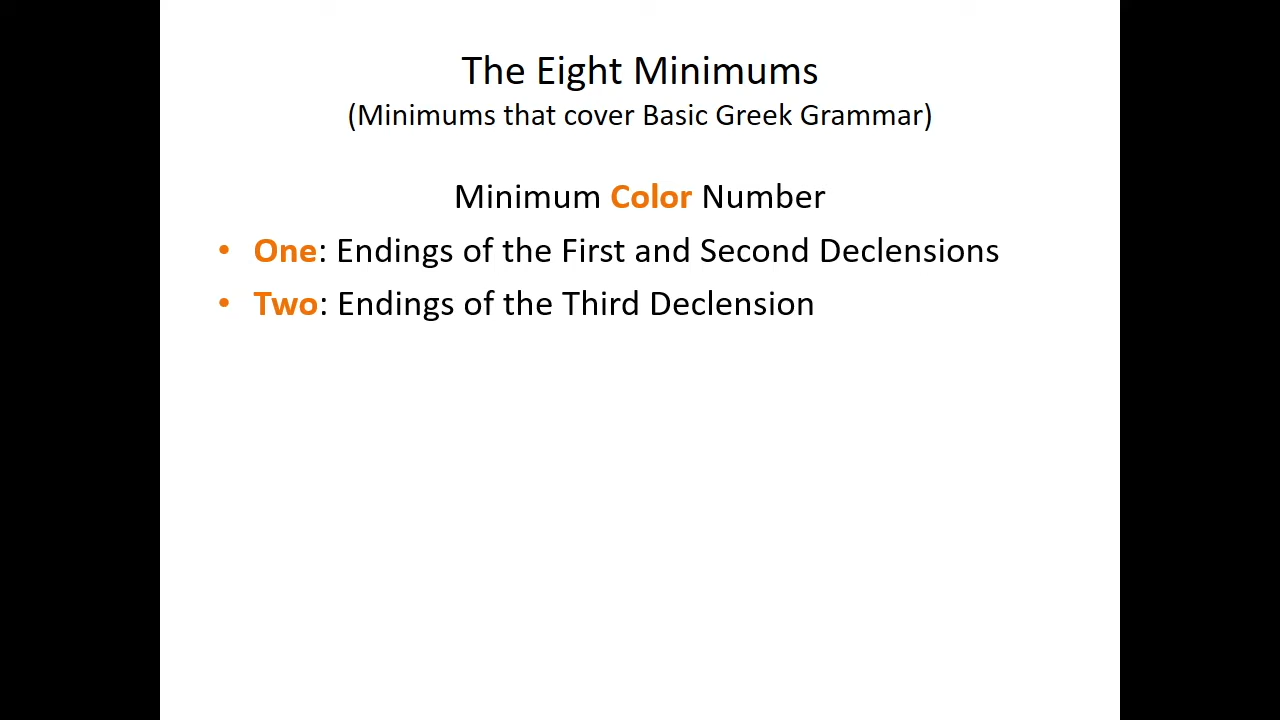 The Eight Minimums
(Minimums that cover Basic Greek Grammar)
Minimum Color Number
• One: Endings of the First and Second Declensions
• Two: Endings of the Third Declension